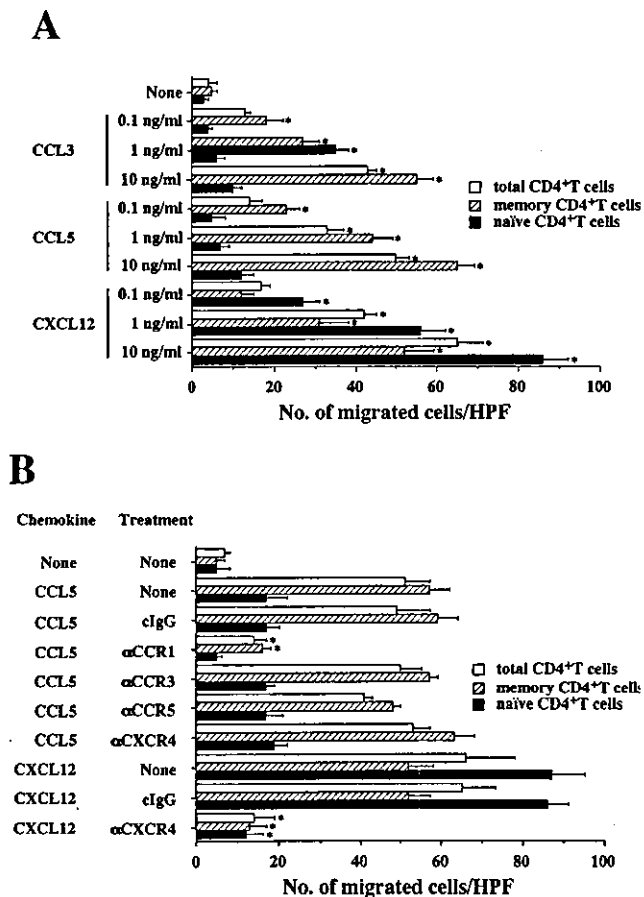 A
None
CCL3
0.1 ng/ml
1 ng/ml
10 ng/ml
CCL5
0.1 ng/ml
1 ng/ml
10 ng/ml
CXCL12
0.1 ng/ml
1 ng/ml
10 ng/ml
total CD4+T cells
memory CD4+T cells
naïve CD4+T cells
0 20 40 60 80 100
No. of migrated cells/HPF
B
Chemokine Treatment
None None
CCL5 None
CCL5 cIgG
CCL5 αCCR1
CCL5 αCCR3
CCL5 αCCR5
CCL5 αCXCR4
CXCL12 None
CXCL12 cIgG
CXCL12 αCXCR4
total CD4+T cells
memory CD4+T cells
naïve CD4+T cells
0 20 40 60 80 100
No. of migrated cells/HPF